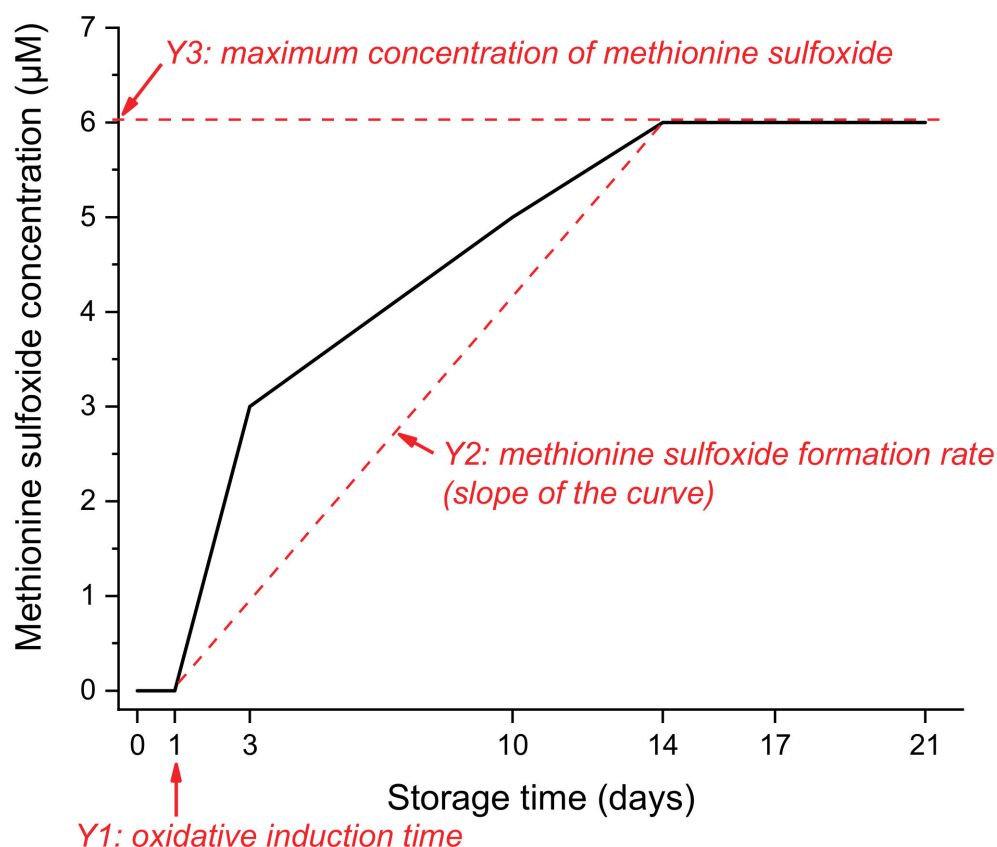 Methionine sulfoxide concentration (µM)
7
6
5
4
3
2
1
0
Y3: maximum concentration of methionine sulfoxide
Y2: methionine sulfoxide formation rate
(slope of the curve)
0 1 3 10 14 17 21
Storage time (days)
Y1: oxidative induction time